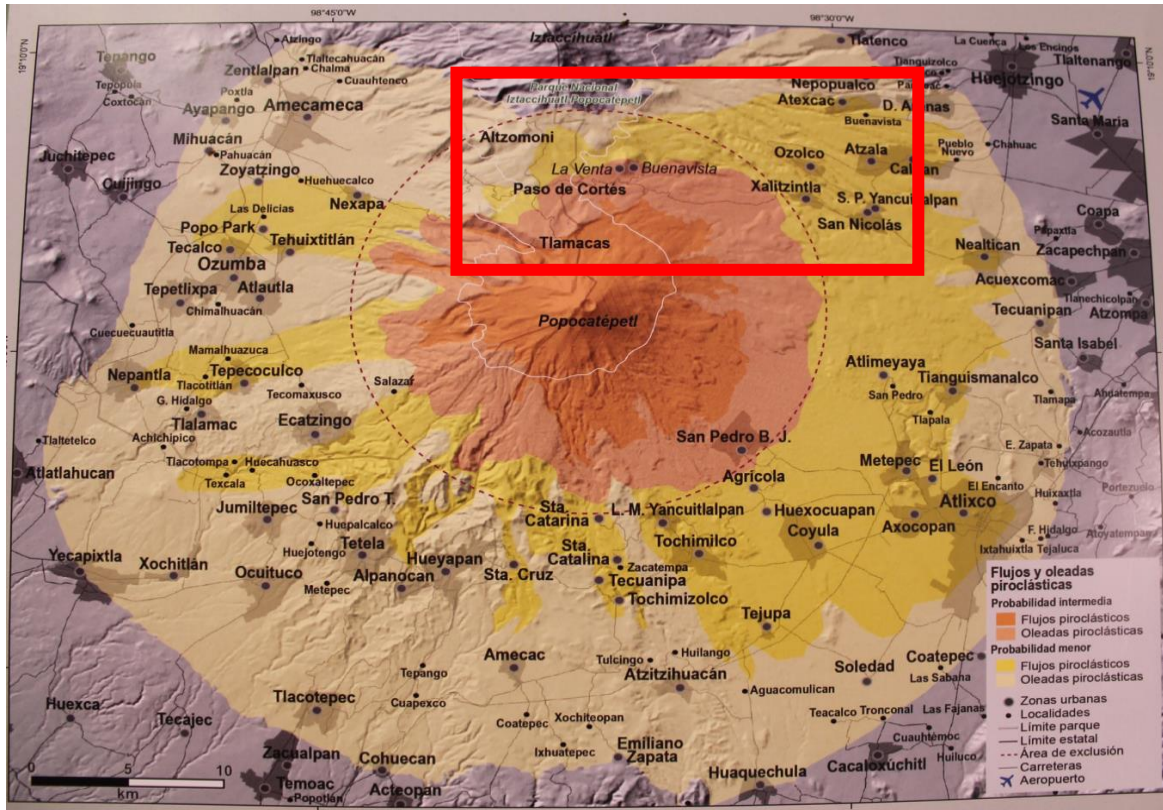 98°45'0"W
98°30'0"W
19°10'0"N
Iztaccíhuatl
Parque Nacional
Iztaccíhuatl Popocatépetl
Atzingo
Tlaltecahuacán
Chalma
Cuauhtenco
Tepango
Tepopula
Coxtocán
Zentlalpan
Poxtla
Ayapango
Amecameca
Mihuacán
Pahuacán
Zoyatzingo
Huehuecalco
Juchitepec
Cuijingo
Nexapa
Las Delicias
Popo Park
Tehuixtitlán
Tecalco
Ozumba
Tepetlixpa
Atlautla
Chimalhuacán
Cuecuecuautitla
Altzomoni
La Venta
Buenavista
Paso de Cortés
Tlamacas
Popocatépetl
Tlatenco
La Cuenca
Los Encinos
Huejotzingo
Tlaltenango
Santa Maria
Nepopualco
Atexcac
Buenavista
Ozolco
Atzala
Pueblo
Nuevo
Chahuac
Xalitzintla
S. P. Yancuitlalpan
San Nicolás
Nealtican
Coapa
Zacapechpan
Acuexcomac
Tlanechicolpan
Atzompa
Tecuanipan
Santa Isabel
Mamalhuazuca
Nepantla
Tlacotitlán
Tepecoculco
Tecomaxusco
G. Hidalgo
Tlalamac
Ecatzingo
Achichipico
Tlaltetelco
Atlatlahucan
Tlacotompa
Huecahuasco
Texcala
Ocoxaltepec
San Pedro T.
Jumiltepec
Huepalcalco
Huejotengo
Tetela
Yecapixtla
Xochitlán
Ocuituco
Metepec
Alpanocan
Hueyapan
Sta. Cruz
Sta.
Catarina
L. M. Yancuitlalpan
Sta.
Catalina
Zacatempa
Tecuanipa
Tochimizolco
Tochimilco
San Pedro B. J.
Agrícola
Huexocuapan
Coyula
Tejupa
Atlimeyaya
San Pedro
Tianguismanalco
Tlapala
Tlamapa
Acozautla
E. Zapata
Tehuixpango
Metepec
El León
El Encanto
Huixaxtla
Portezuelo
Atlixco
Axocopan
F. Hidalgo
Atoyatempan
Ixtahuixtla
Tejaluca
Amecac
Tepango
Cuapexco
Tlacotepec
Coatepec
Xochiteopan
Ixhuatepec
Emiliano
Zapata
Tulcingo
Huilango
Atzitzihuacán
Aguacomulican
Soledad
Coatepec
Las Sabana
Teacalco
Tronconal
Las Fajanas
Cuauhtémoc
Huiluco
Cacaloxúchitl
Huaquechula
Huexca
Tecajec
Zacualpan
Temoac
Popotlán
Cohuecan
Acteopan
0 5 10
km
Flujos y oleadas
piroclásticas
Probabilidad intermedia
Flujos piroclásticos
Oleadas piroclásticas
Probabilidad menor
Flujos piroclásticos
Oleadas piroclásticas
Zonas urbanas
Localidades
Límite parque
Límite estatal
Área de exclusión
Carreteras
Aeropuerto